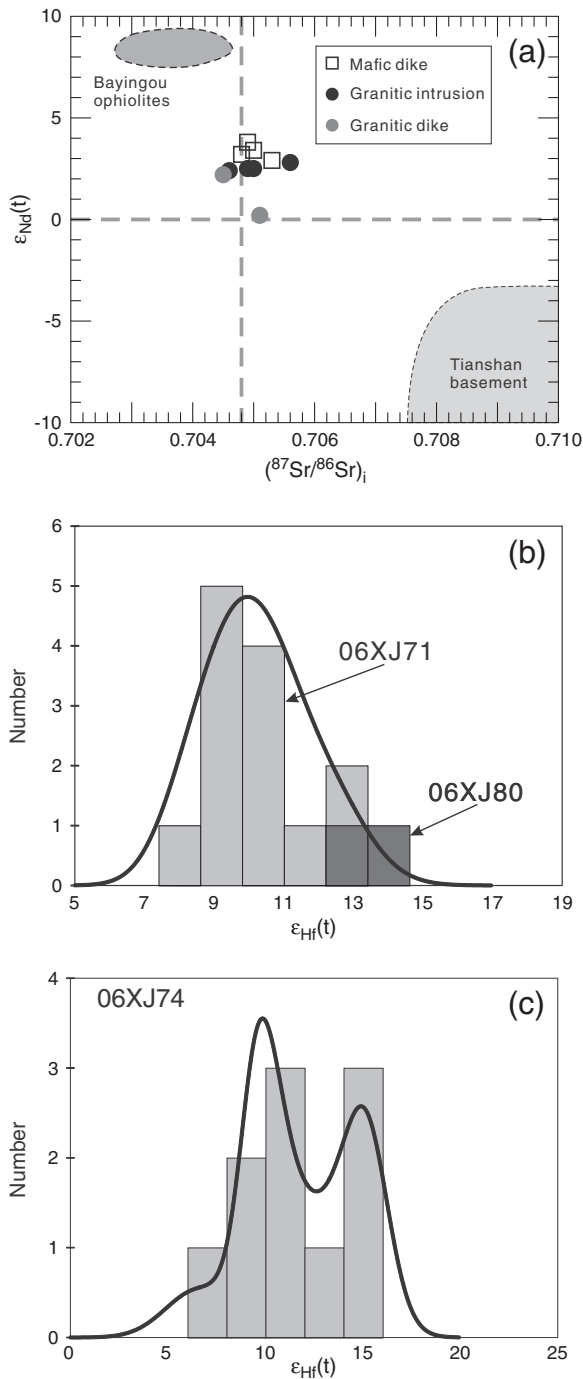 (a)
10
5
0
-5
-10
εNd(t)
Bayingou
ophiolites
Mafic dike
Granitic intrusion
Granitic dike
Tianshan
basement
0.702
0.704
0.706
0.708
0.710
(⁸⁷Sr/⁸⁶Sr)i
(b)
6
5
4
3
2
1
0
Number
06XJ71
06XJ80
5
7
9
11
13
15
17
19
εHf(t)
(c)
06XJ74
4
3
2
1
0
Number
0
5
10
15
20
25
εHf(t)